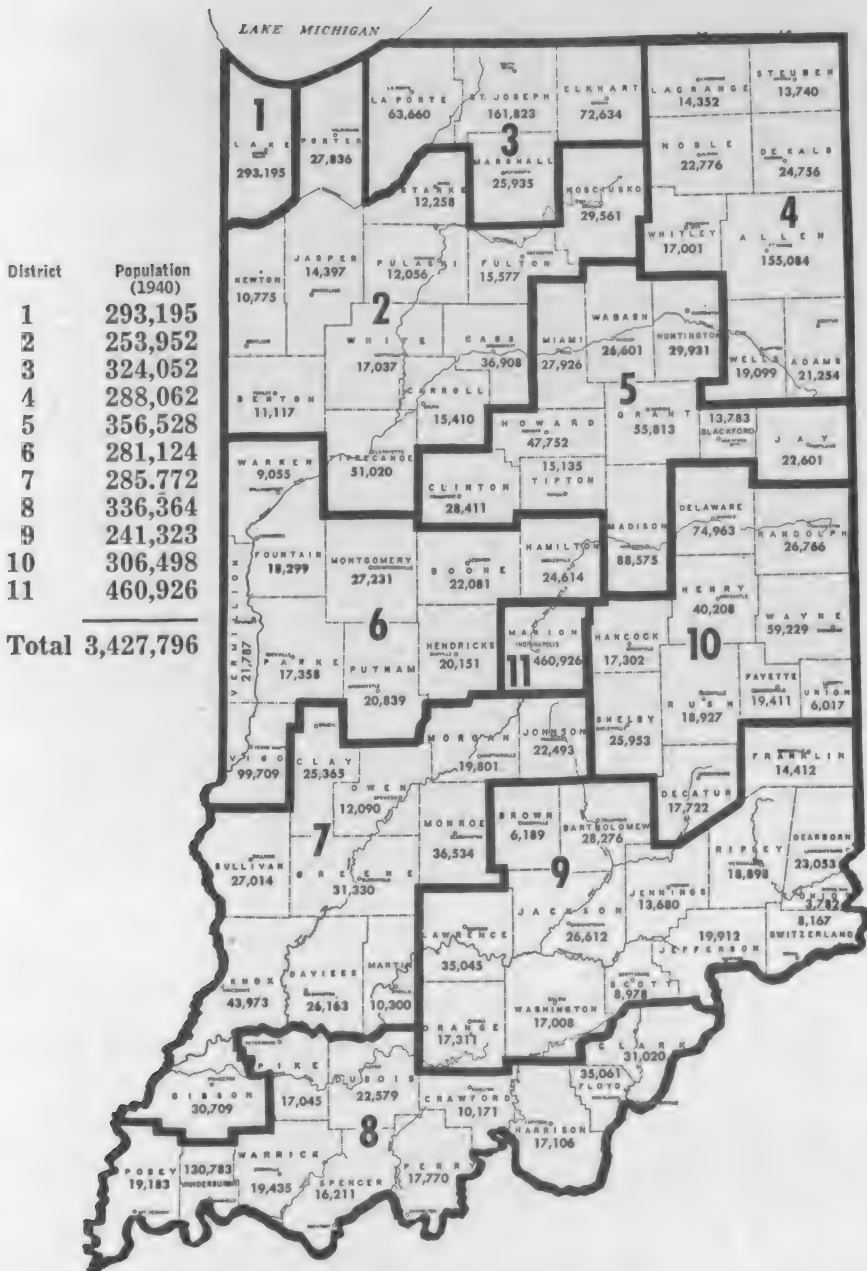 LAKE MICHIGAN
District Population
(1940)
1 293,195
2 253,952
3 324,052
4 288,062
5 356,528
6 281,124
7 285.772
8 336,364
9 241,323
10 306,498
11 460,926
Total 3,427,796
1
LAKE
293,195
PORTER
27,836
LA PORTE
63,660
ST. JOSEPH
161,823
ELKHART
72,634
3
MARSHALL
25,935
LAGRANGE
14,352
STEUBEN
13,740
NOBLE
22,776
DE KALB
24,756
4
WHITLEY
17,001
ALLEN
155,084
WELLS
19,099
ADAMS
21,254
STARKE
12,258
KOSCIUSKO
29,561
NEWTON
10,775
JASPER
14,397
PULASKI
12,056
FULTON
15,577
2
WHITE
17,037
CASS
36,908
BENTON
11,117
CARROLL
15,410
TIPPECANOE
51,020
MIAMI
27,926
WABASH
26,601
HUNTINGTON
29,931
5
HOWARD
47,752
GRANT
55,813
13,783
BLACKFORD
JAY
22,601
CLINTON
28,411
15,135
TIPTON
MADISON
88,575
WARREN
9,055
FOUNTAIN
18,299
MONTGOMERY
27,231
BOONE
22,081
HAMILTON
24,614
VERMILLION
21,787
6
PARKE
17,358
PUTNAM
20,839
HENDRICKS
20,151
VIGO
99,709
11
MARION
INDIANAPOLIS
460,926
DELAWARE
74,963
RANDOLPH
26,766
HENRY
40,208
WAYNE
59,229
HANCOCK
17,302
10
RUSH
18,927
FAYETTE
19,411
UNION
6,017
SHELBY
25,953
DECATUR
17,722
FRANKLIN
14,412
CLAY
25,365
OWEN
12,090
MORGAN
19,801
JOHNSON
22,493
7
MONROE
36,534
SULLIVAN
27,014
GREENE
31,330
KNOX
43,973
DAVIESS
26,163
MARTIN
10,300
BROWN
6,189
BARTHOLOMEW
28,276
9
JACKSON
26,612
JENNINGS
13,680
RIPLEY
18,898
DEARBORN
23,053
OHIO
3,782
8,167
SWITZERLAND
LAWRENCE
35,045
19,912
JEFFERSON
SCOTT
8,978
ORANGE
17,311
WASHINGTON
17,008
CLARK
31,020
35,061
FLOYD
GIBSON
30,709
PIKE
17,045
DUBOIS
22,579
CRAWFORD
10,171
HARRISON
17,106
8
POSEY
19,183
130,783
VANDERBURGH
WARRICK
19,435
SPENCER
16,211
PERRY
17,770